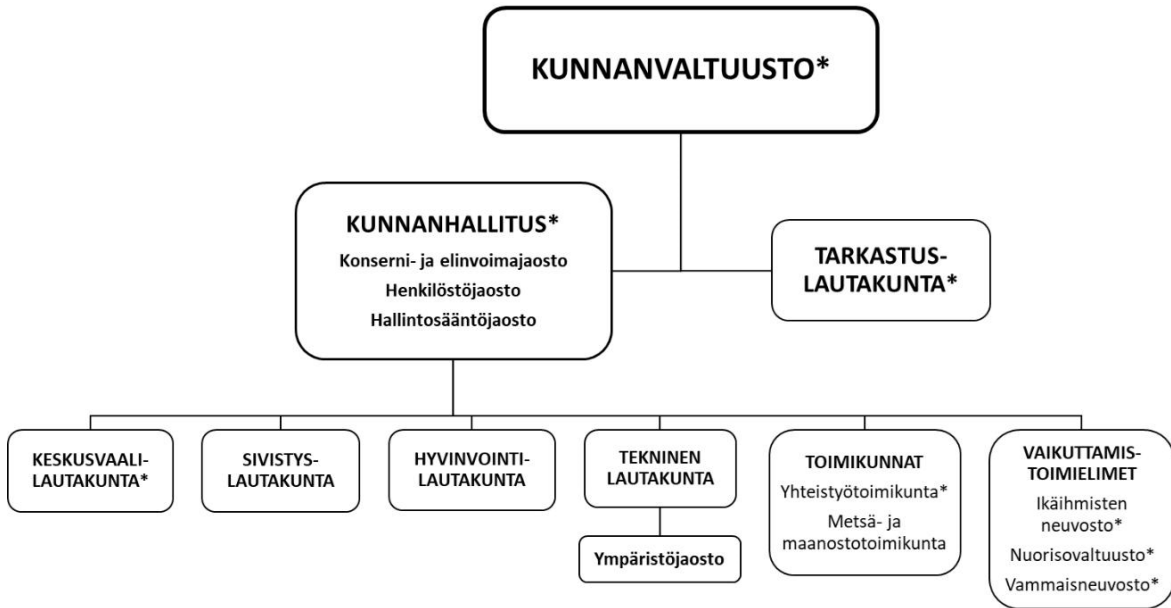 KUNNANVALTUUSTO*
KUNNANHALLITUS*
Konserni- ja elinvoimajaosto
Henkilöstöjaosto
Hallintosääntöjaosto
TARKASTUS-
LAUTAKUNTA*
KESKUSVAALI-
LAUTAKUNTA*
SIVISTYS-
LAUTAKUNTA
HYVINVOINTI-
LAUTAKUNTA
TEKNINEN
LAUTAKUNTA
Ympäristöjaosto
TOIMIKUNNAT
Yhteistyötoimikunta*
Metsä- ja
maanostotoimikunta
VAIKUTTAMIS-
TOIMIELIMET
Ikäihmisten
neuvosto*
Nuorisovaltuusto*
Vammaisneuvosto*